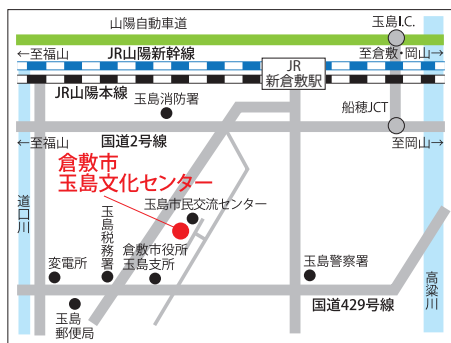 山陽自動車道
玉島I.C.
←至福山
JR山陽新幹線
至倉敷・岡山→
JR
新倉敷駅
JR山陽本線
玉島消防署
船穂JCT
国道2号線
←至福山
至岡山→
倉敷市
玉島文化センター
道口川
玉島税務署
玉島市民交流センター
倉敷市役所
玉島支所
変電所
玉島警察署
高梁川
玉島
郵便局
国道429号線